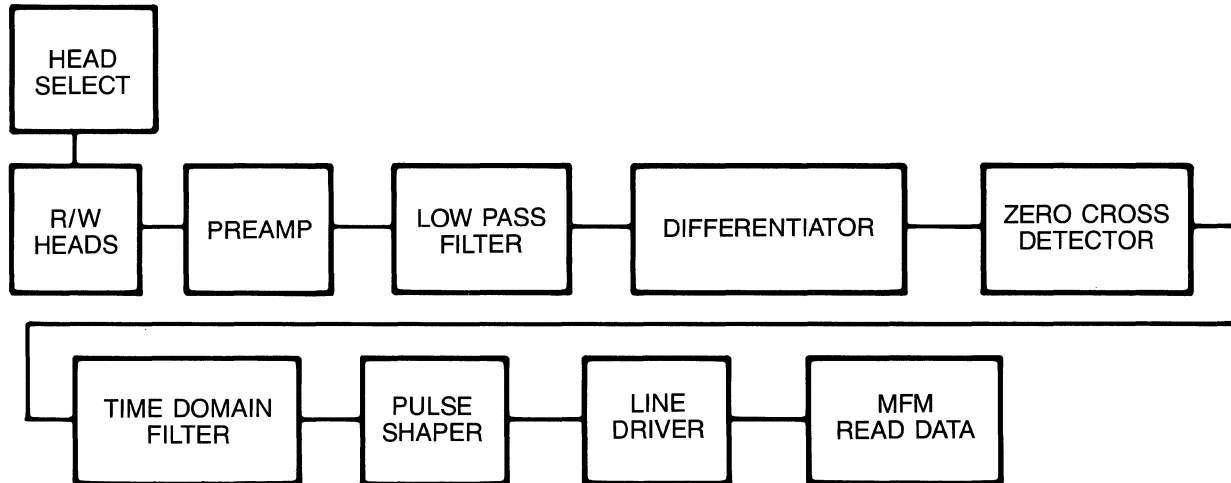 HEAD
SELECT
R/W
HEADS
PREAMP
LOW PASS
FILTER
DIFFERENTIATOR
ZERO CROSS
DETECTOR
TIME DOMAIN
FILTER
PULSE
SHAPER
LINE
DRIVER
MFM
READ DATA